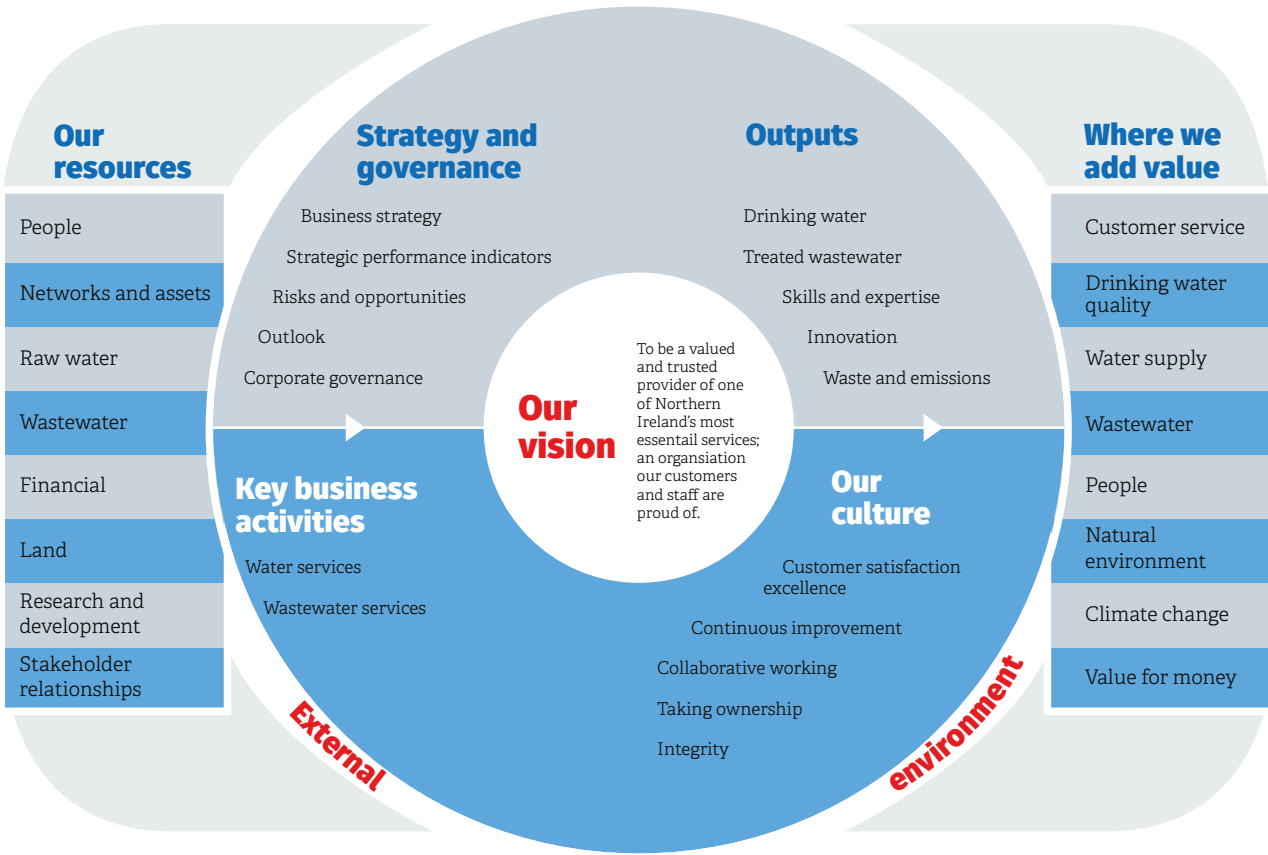 Our
resources
People
Networks and assets
Raw water
Wastewater
Financial
Land
Research and
development
Stakeholder
relationships
Strategy and
governance
Business strategy
Strategic performance indicators
Risks and opportunities
Outlook
Corporate governance
Key business
activities
Water services
Wastewater services
Our
vision
To be a valued
and trusted
provider of one
of Northern
Ireland's most
essentail services;
an organsiation
our customers
and staff are
proud of.
Outputs
Drinking water
Treated wastewater
Skills and expertise
Innovation
Waste and emissions
Our
culture
Customer satisfaction
excellence
Continuous improvement
Collaborative working
Taking ownership
Integrity
External
environment
Where we
add value
Customer service
Drinking water
quality
Water supply
Wastewater
People
Natural
environment
Climate change
Value for money